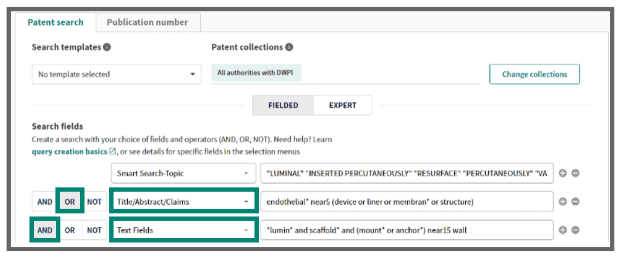 Patent search Publication number
Search templates Patent collections
No template selected All authorities with DWPI Change collections
FIELDED EXPERT
Search fields
Create a search with your choice of fields and operators (AND, OR, NOT). Need help? Learn
query creation basics, or see details for specific fields in the selection menus
Smart Search-Topic "LUMINAL" "INSERTED PERCUTANEOUSLY" "RESURFACE" "PERCUTANEOUSLY" "VA
AND OR NOT Title/Abstract/Claims endothelial* near5 (device or liner or membran* or structure)
AND OR NOT Text Fields "lumin* and scaffold* and (mount* or anchor*) near15 wall